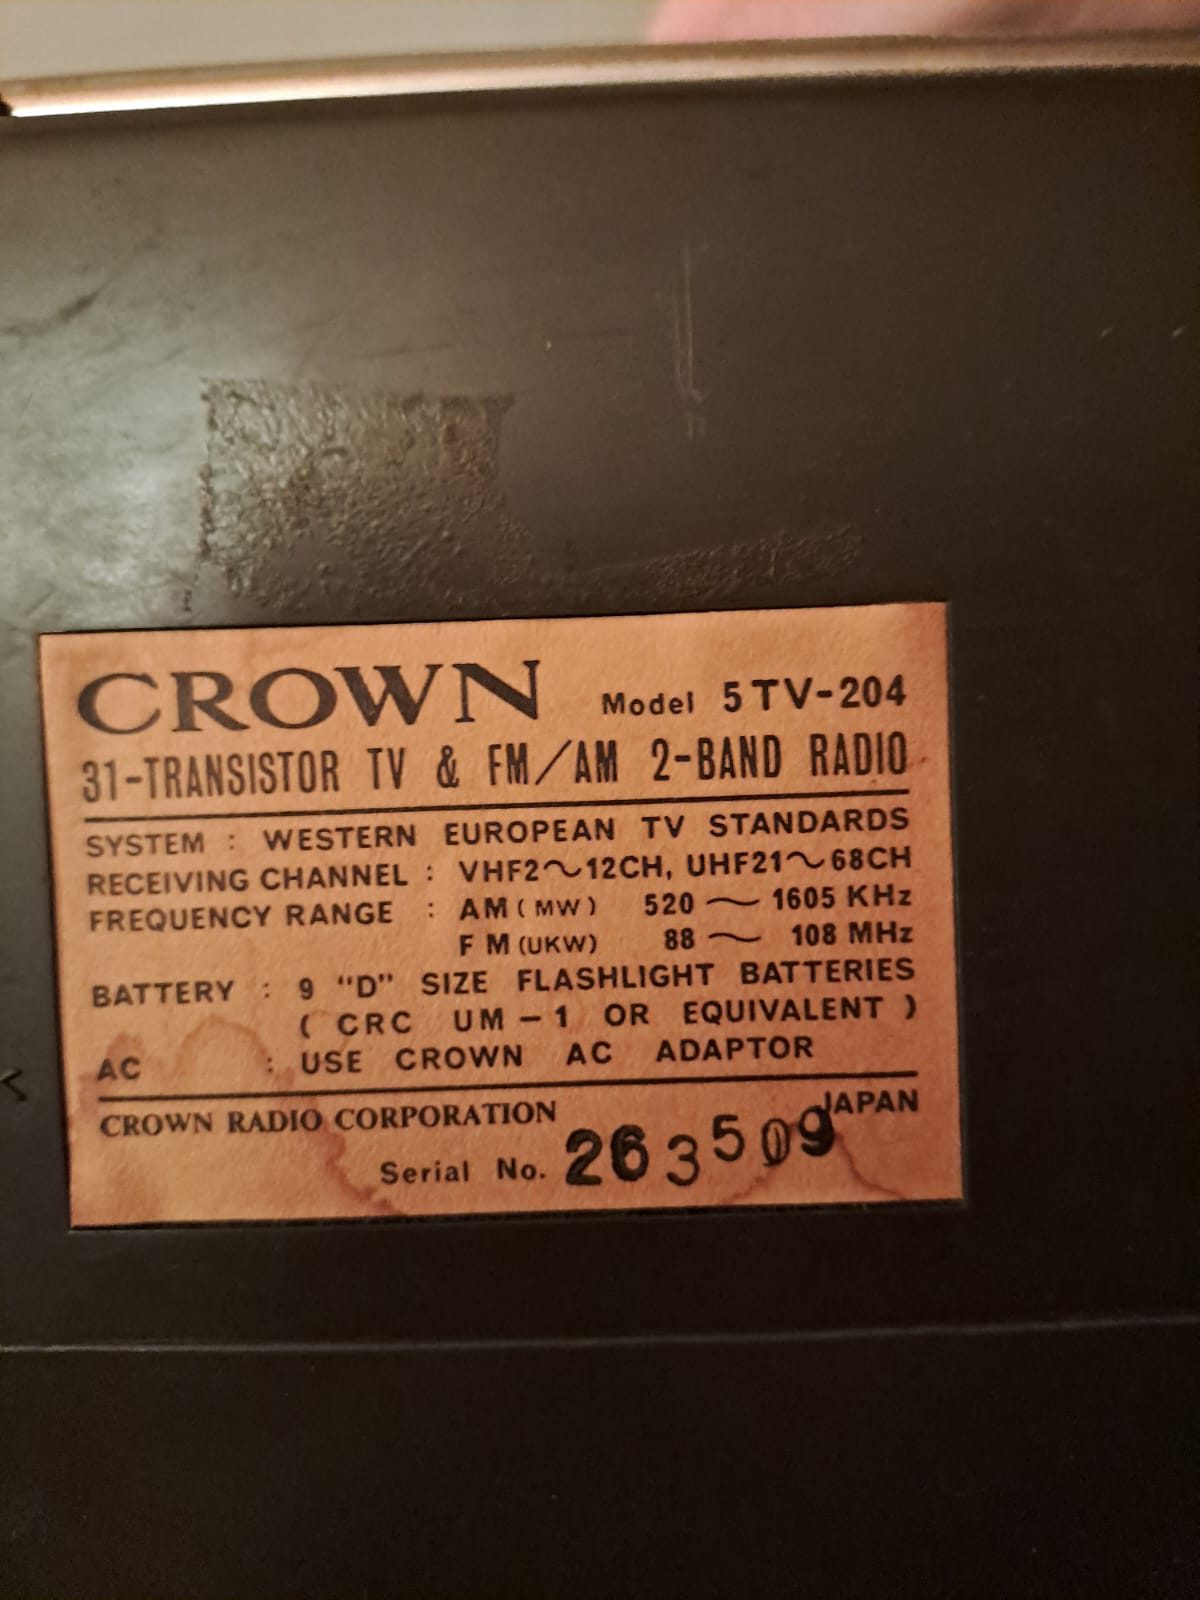 CROWN Model 5TV-204
31-TRANSISTOR TV & FM/AM 2-BAND RADIO
SYSTEM : WESTERN EUROPEAN TV STANDARDS
RECEIVING CHANNEL : VHF2～12CH, UHF21～68CH
FREQUENCY RANGE : AM (MW) 520 ～ 1605 KHz
FM (UKW) 88 ～ 108 MHz
BATTERY : 9 "D" SIZE FLASHLIGHT BATTERIES
( CRC UM-1 OR EQUIVALENT )
AC : USE CROWN AC ADAPTOR
CROWN RADIO CORPORATION JAPAN
Serial No. 263509